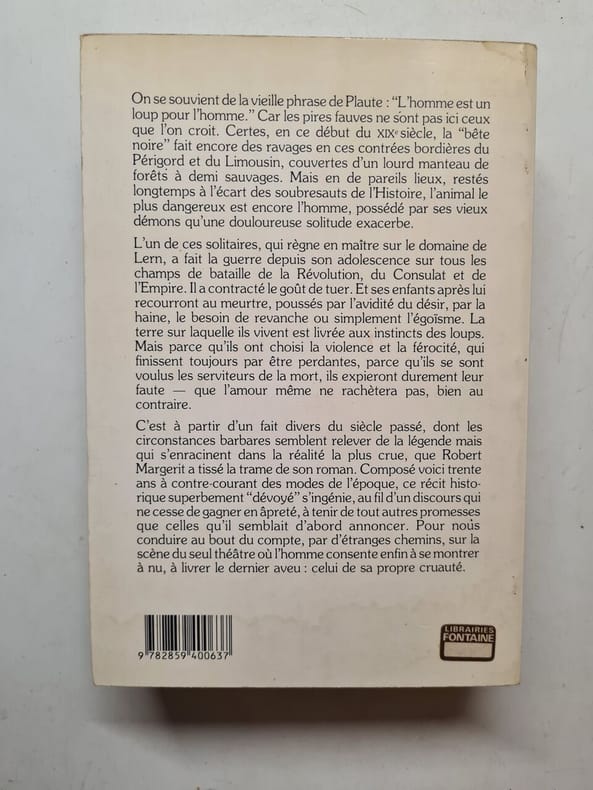 On se souvient de la vieille phrase de Plaute : “L’homme est un
loup pour l’homme.” Car les pires fauves ne sont pas ici ceux
que l’on croit. Certes, en ce début du XIXe siècle, la “bête
noire” fait encore des ravages en ces contrées bordières du
Périgord et du Limousin, couvertes d’un lourd manteau de
forêts à demi sauvages. Mais en de pareils lieux, restés
longtemps à l’écart des soubresauts de l’Histoire, l’animal le
plus dangereux est encore l’homme, possédé par ses vieux
démons qu’une douloureuse solitude exacerbe.
L’un de ces solitaires, qui règne en maître sur le domaine de
Lern, a fait la guerre depuis son adolescence sur tous les
champs de bataille de la Révolution, du Consulat et de
l’Empire. Il a contracté le goût de tuer. Et ses enfants après lui
recourront au meurtre, poussés par l’avidité du désir, par la
haine, le besoin de revanche ou simplement l’égoïsme. La
terre sur laquelle ils vivent est livrée aux instincts des loups.
Mais parce qu’ils ont choisi la violence et la férocité, qui
finissent toujours par être perdantes, parce qu’ils se sont
voulus les serviteurs de la mort, ils expieront durement leur
faute — que l’amour même ne rachètera pas, bien au
contraire.
C’est à partir d’un fait divers du siècle passé, dont les
circonstances barbares semblent relever de la légende mais
qui s’enracinent dans la réalité la plus crue, que Robert
Margerit a tissé la trame de son roman. Composé voici trente
ans à contre-courant des modes de l’époque, ce récit histo-
rique superbement “dévoyé” s’ingénie, au fil d’un discours qui
ne cesse de gagner en âpreté, à tenir de tout autres promesses
que celles qu’il semblait d’abord annoncer. Pour nous
conduire au bout du compte, par d’étranges chemins, sur la
scène du seul théâtre où l’homme consente enfin à se montrer
à nu, à livrer le dernier aveu : celui de sa propre cruauté.
9 782859 400637
LIBRAIRIES
FONTAINE